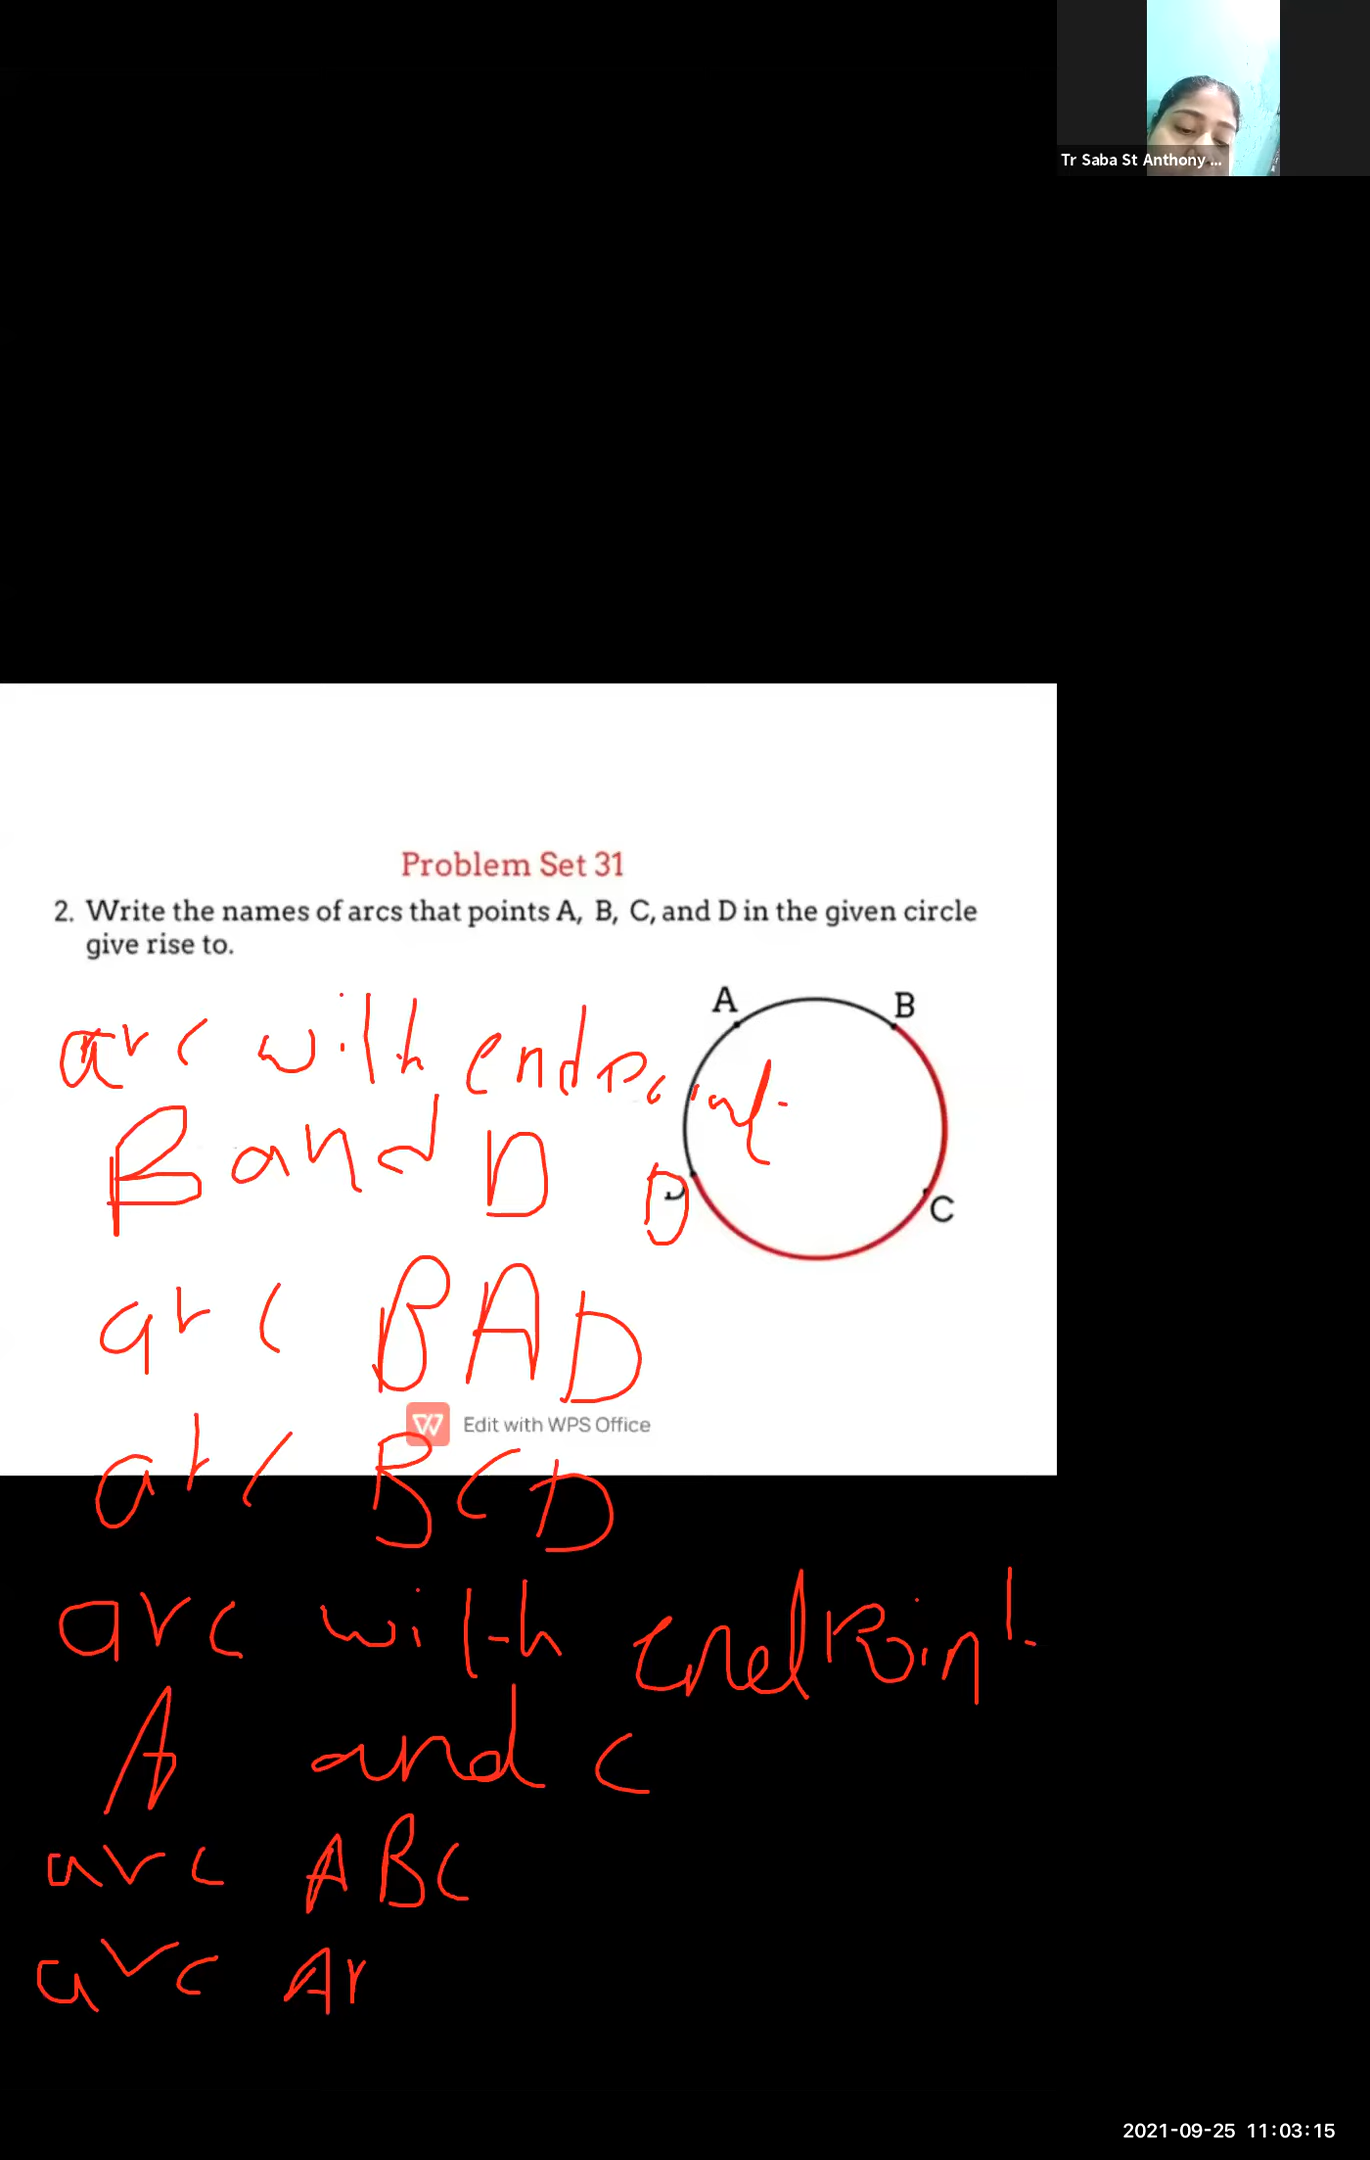 Tr Saba St Anthony ...
Problem Set 31
2. Write the names of arcs that points A, B, C, and D in the given circle
give rise to.
A
B
arc with endpoint
B and D
D
C
arc BAD
Edit with WPS Office
arc BCD
arc with endpoint
A and C
arc ABC
arc A
2021-09-25 11:03:15